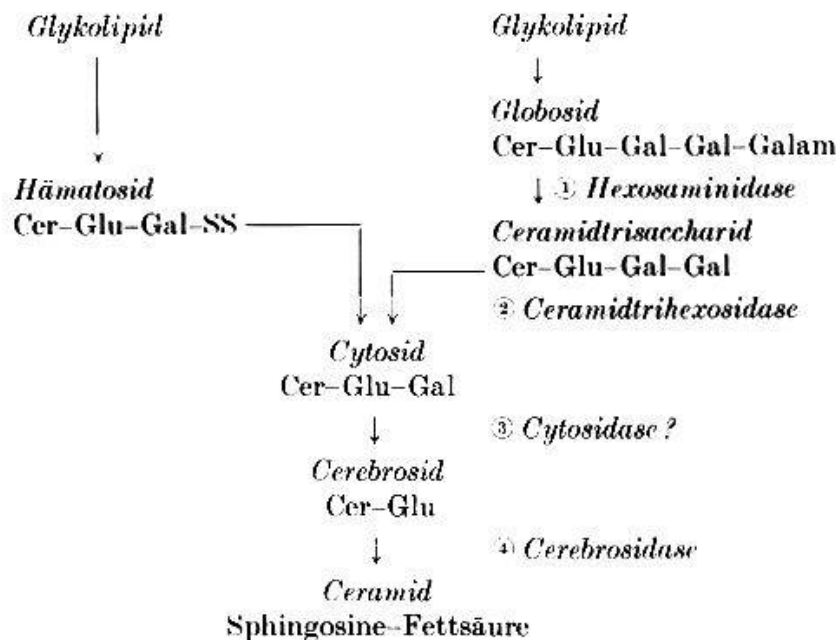 Glykolipid
Hämatosid
Cer–Glu–Gal–SS
Glykolipid
Globosid
Cer–Glu–Gal–Gal–Galam
① Hexosaminidase
Ceramidtrisaccharid
Cer–Glu–Gal–Gal
② Ceramidtrihexosidase
Cytosid
Cer–Glu–Gal
③ Cytosidase ?
Cerebrosid
Cer–Glu
④ Cerebrosidase
Ceramid
Sphingosine–Fettsäure